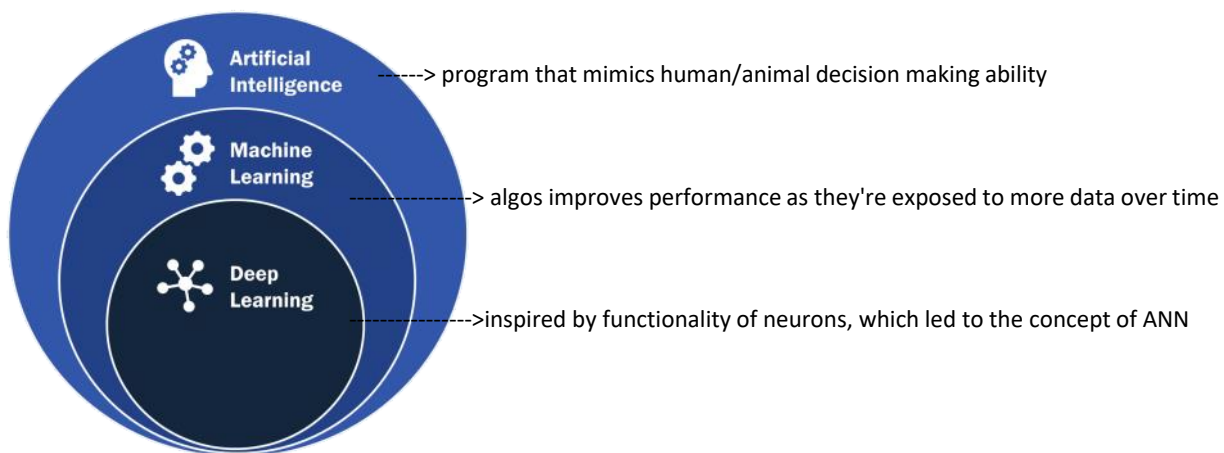 Artificial
Intelligence
------> program that mimics human/animal decision making ability
Machine
Learning
----------------> algos improves performance as they're exposed to more data over time
Deep
Learning
---------------->inspired by functionality of neurons, which led to the concept of ANN